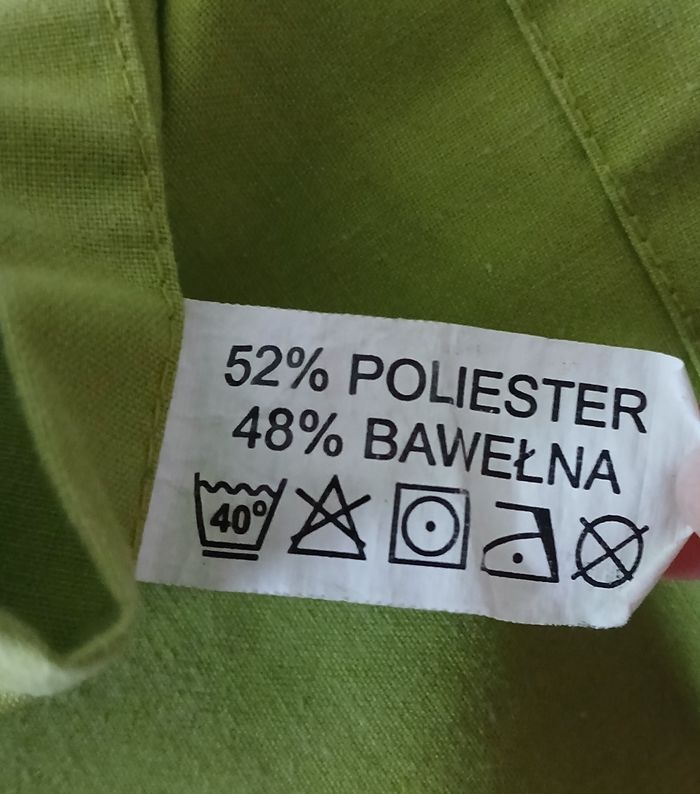 52% POLIESTER
48% BAWEŁNA
40°